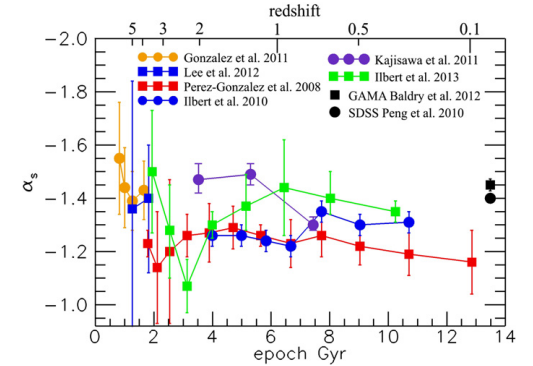 redshift
5 3 2 1 0.5 0.1
−2.0
−1.8
−1.6
−1.4
−1.2
−1.0
αs
Gonzalez et al. 2011
Lee et al. 2012
Perez-Gonzalez et al. 2008
Ilbert et al. 2010
Kajisawa et al. 2011
Ilbert et al. 2013
GAMA Baldry et al. 2012
SDSS Peng et al. 2010
0 2 4 6 8 10 12 14
epoch Gyr